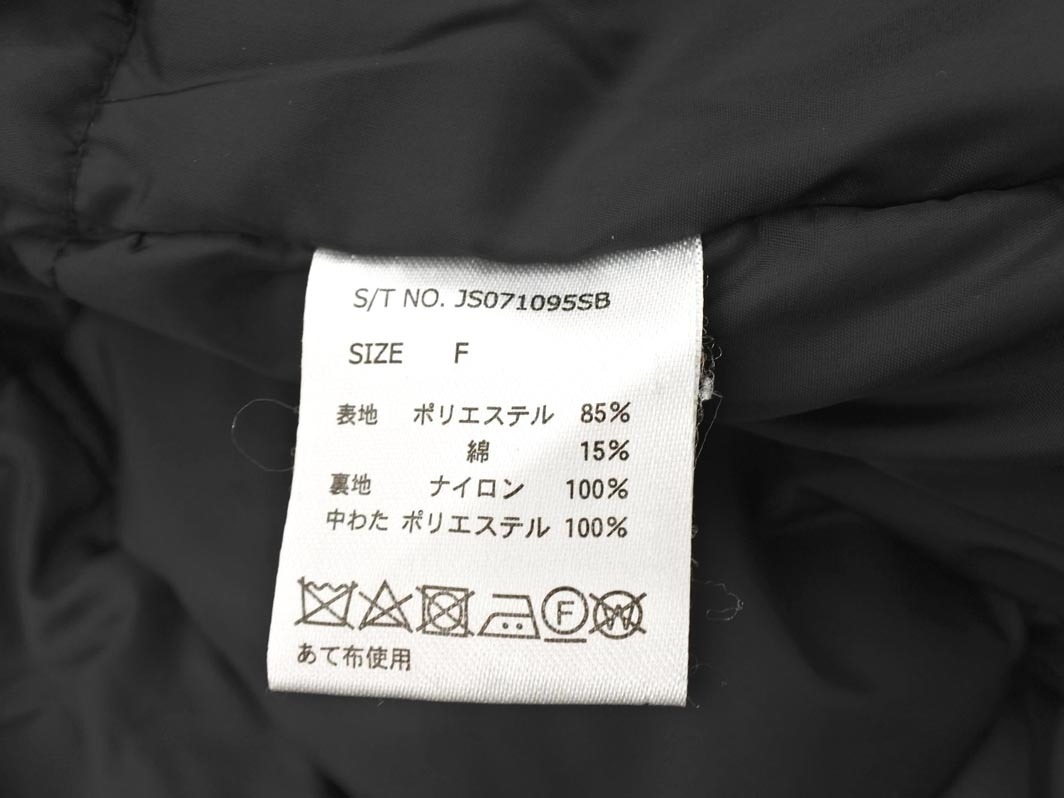 S/T NO. JS071095SB
SIZE F
表地 ポリエステル 85%
綿 15%
裏地 ナイロン 100%
中わた ポリエステル 100%
F W
あて布使用